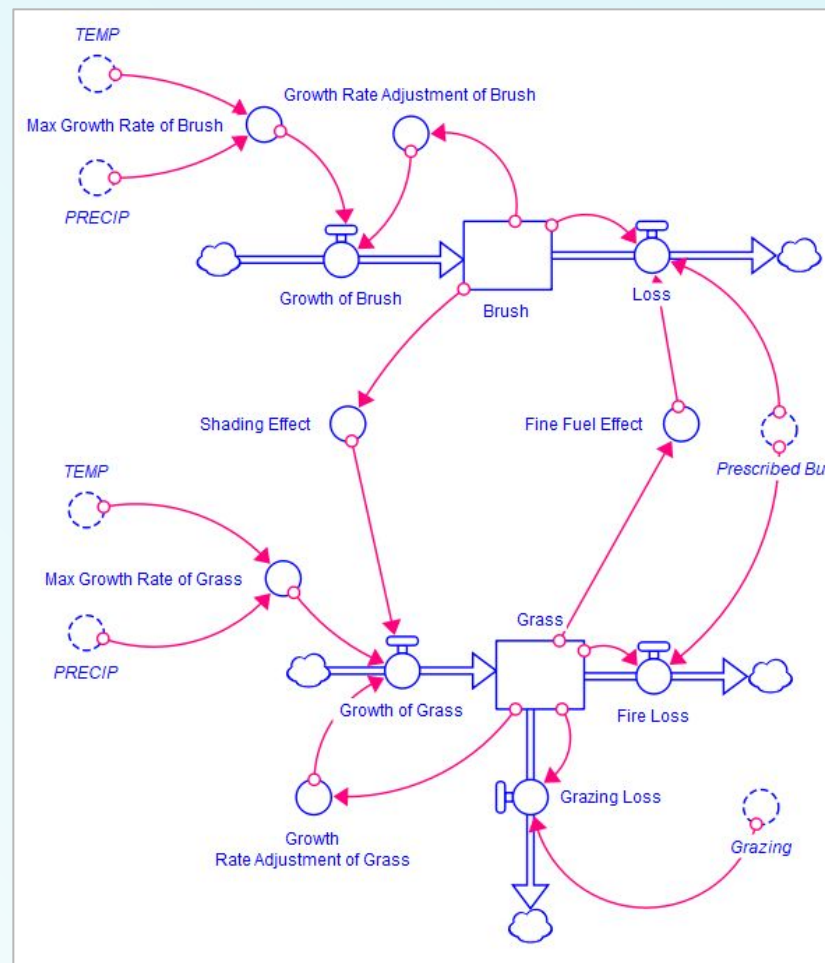 TEMP
Growth Rate Adjustment of Brush
Max Growth Rate of Brush
PRECIP
Growth of Brush
Brush
Loss
Shading Effect
Fine Fuel Effect
TEMP
Prescribed Bu
Max Growth Rate of Grass
Grass
PRECIP
Growth of Grass
Fire Loss
Grazing Loss
Growth
Rate Adjustment of Grass
Grazing